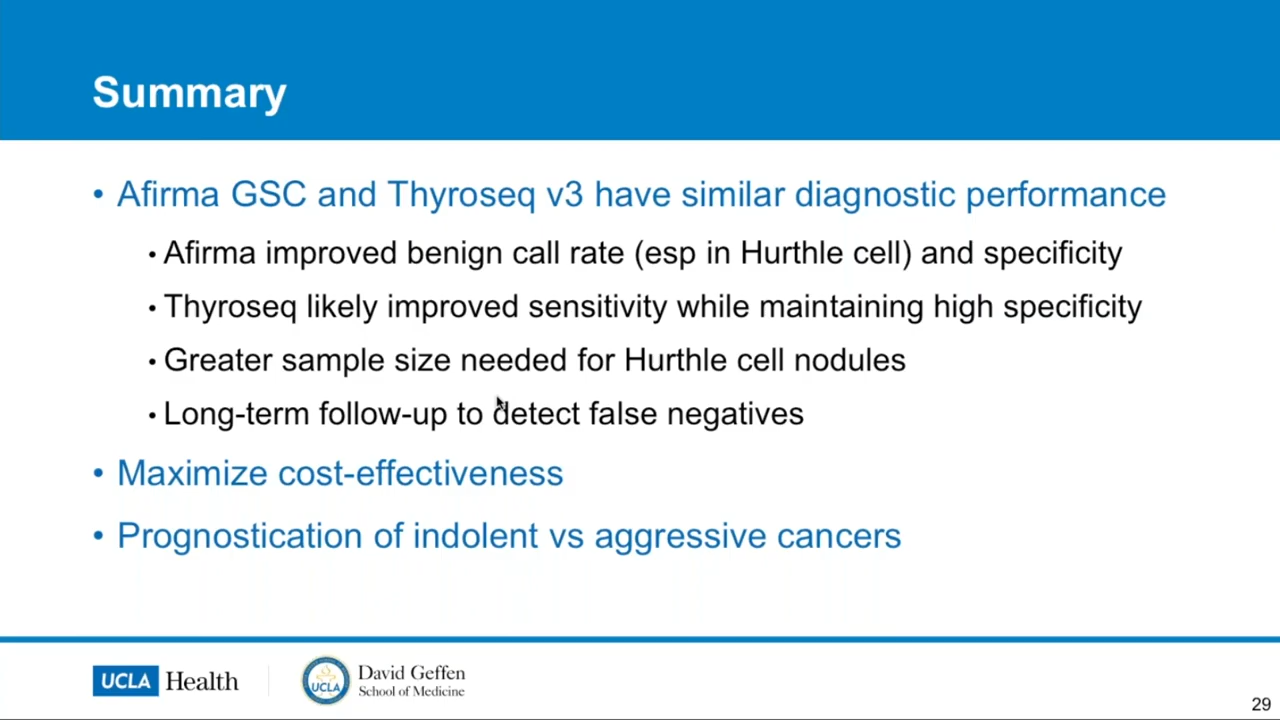 Summary
• Afirma GSC and Thyroseq v3 have similar diagnostic performance
• Afirma improved benign call rate (esp in Hurthle cell) and specificity
• Thyroseq likely improved sensitivity while maintaining high specificity
• Greater sample size needed for Hurthle cell nodules
• Long-term follow-up to detect false negatives
• Maximize cost-effectiveness
• Prognostication of indolent vs aggressive cancers
UCLA Health
UCLA
David Geffen
School of Medicine
29